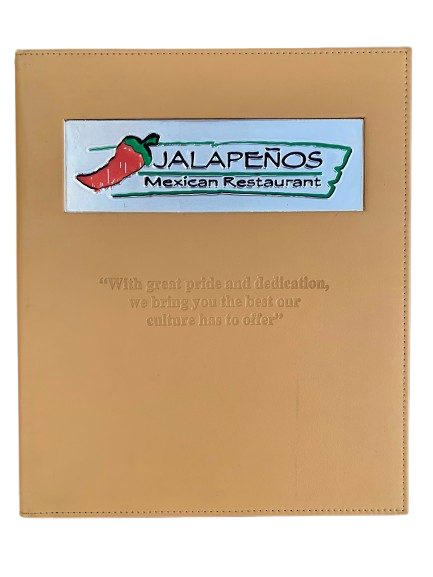 JALAPEÑOS
Mexican Restaurant
“With great pride and dedication,
we bring you the best our
culture has to offer”